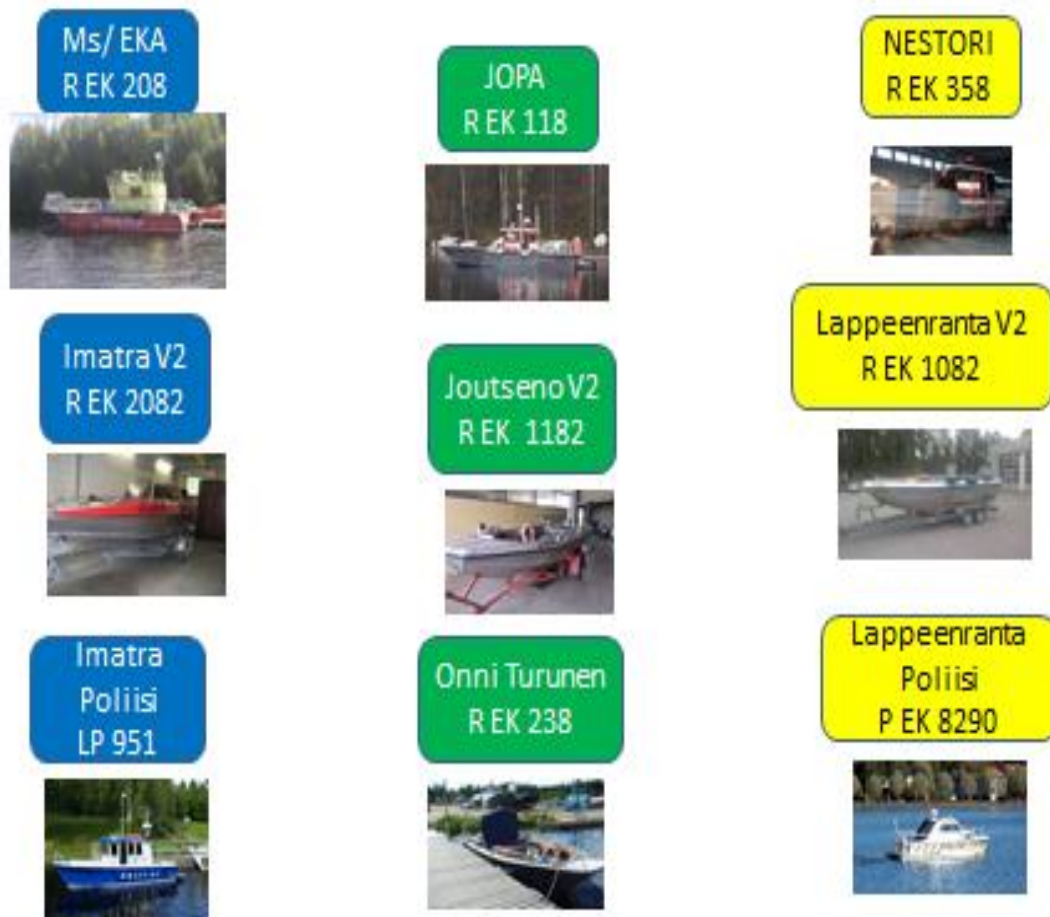 Ms/ EKA
R EK 208
JOPA
R EK 118
NESTORI
R EK 358
Imatra V2
R EK 2082
Joutseno V2
R EK 1182
Lappeenranta V2
R EK 1082
Imatra
Poliisi
LP 951
Onni Turunen
R EK 238
Lappeenranta
Poliisi
P EK 8290